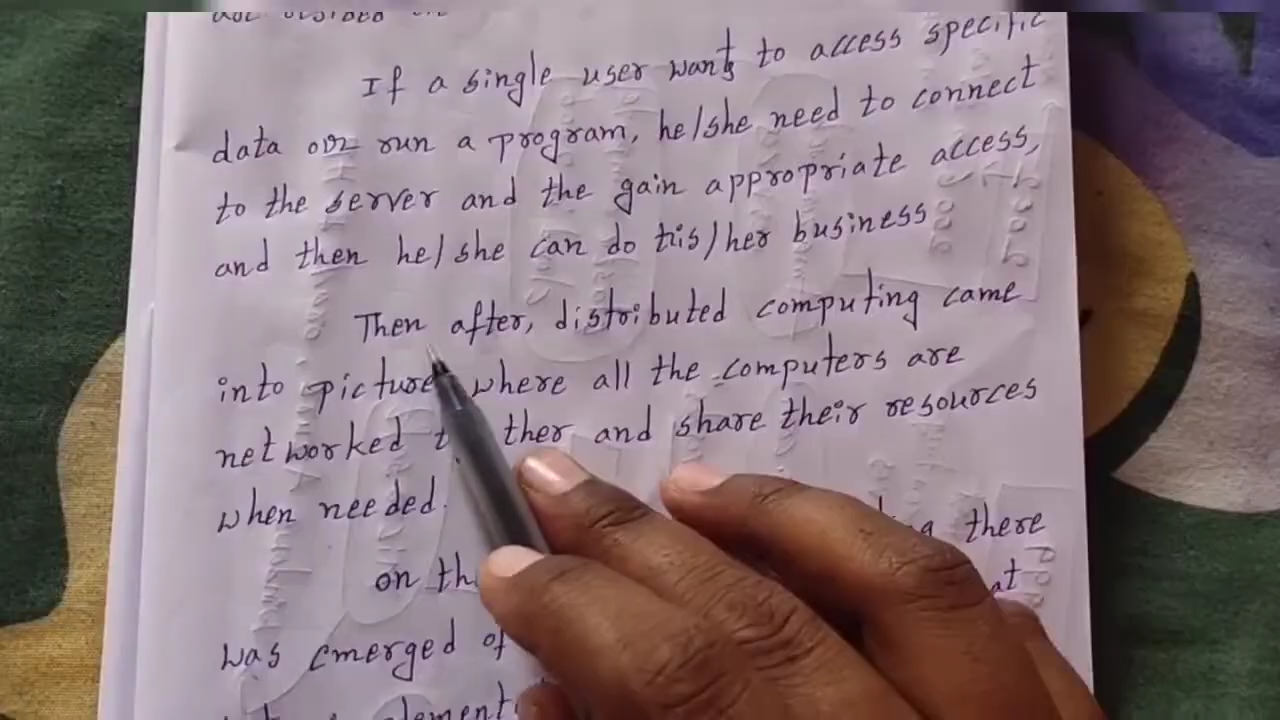 If a single user wants to access specific
data or run a program, he/she need to connect
to the server and the gain appropriate access,
and then he/she can do his/her business
Then after, distributed computing came
into picture where all the computers are
networked ther and share their resources
when needed.
on there
was emerged of